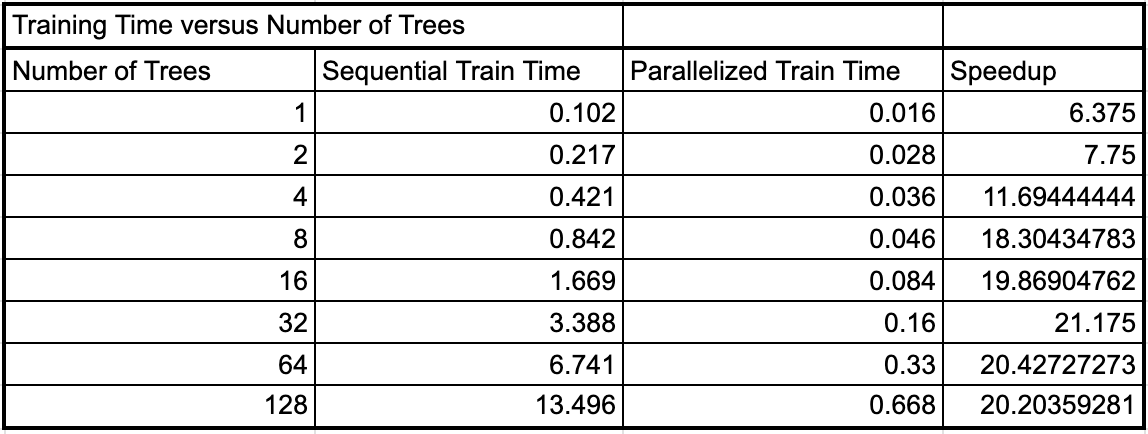 Training Time versus Number of Trees
Number of Trees Sequential Train Time Parallelized Train Time Speedup
1 0.102 0.016 6.375
2 0.217 0.028 7.75
4 0.421 0.036 11.69444444
8 0.842 0.046 18.30434783
16 1.669 0.084 19.86904762
32 3.388 0.16 21.175
64 6.741 0.33 20.42727273
128 13.496 0.668 20.20359281